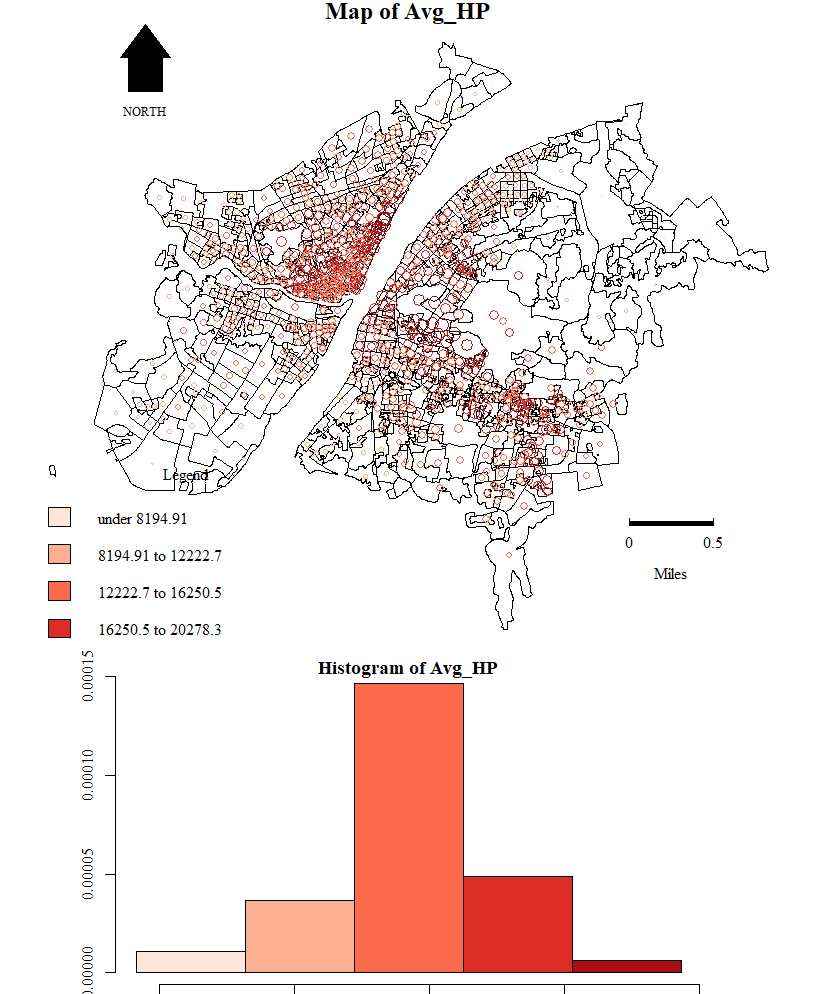 Map of Avg_HP
NORTH
Legend
under 8194.91
8194.91 to 12222.7
12222.7 to 16250.5
16250.5 to 20278.3
0 0.5
Miles
Histogram of Avg_HP
0.00015
0.00010
0.00005
0.00000